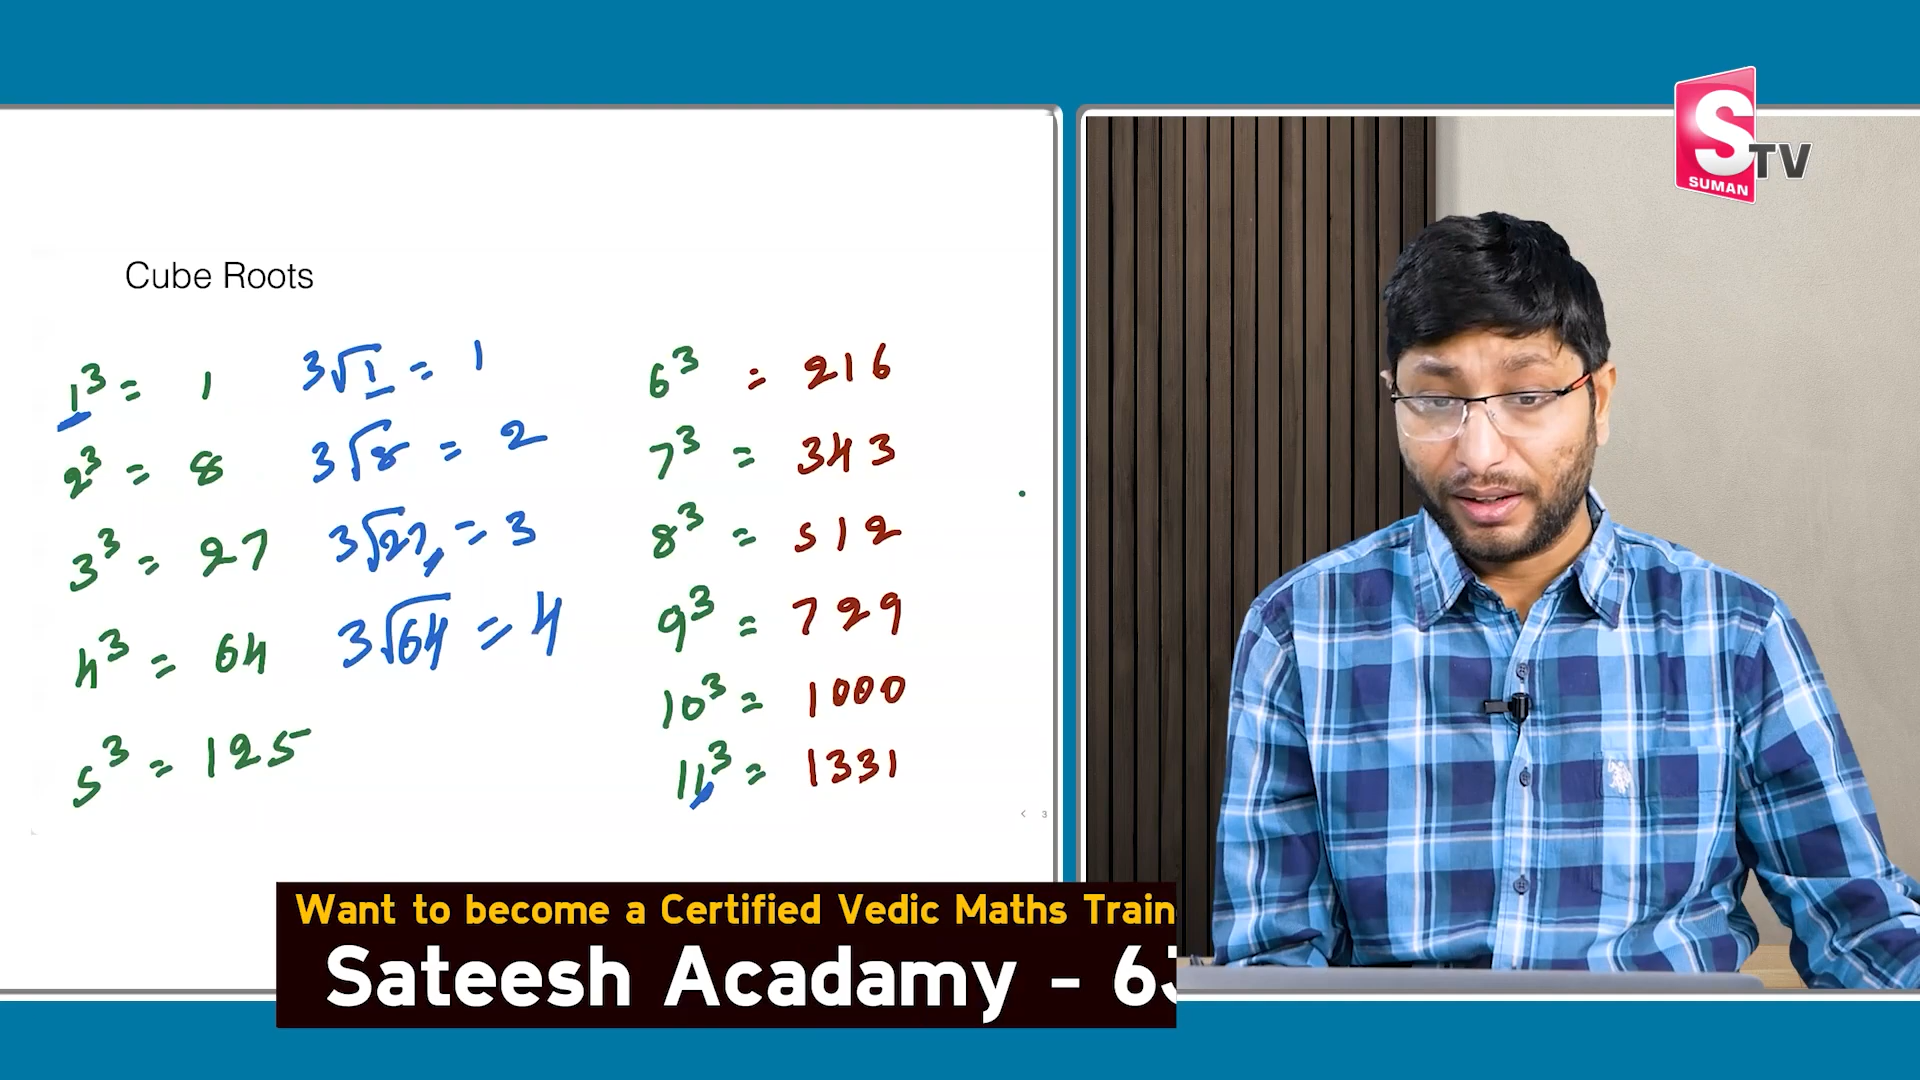 S
TV
SUMAN
Cube Roots
1³ = 1
2³ = 8
3³ = 27
4³ = 64
5³ = 125
3√1 = 1
3√8 = 2
3√27 = 3
3√64 = 4
6³ = 216
7³ = 343
8³ = 512
9³ = 729
10³ = 1000
11³ = 1331
< 3
Want to become a Certified Vedic Maths Train
Sateesh Acadamy - 63